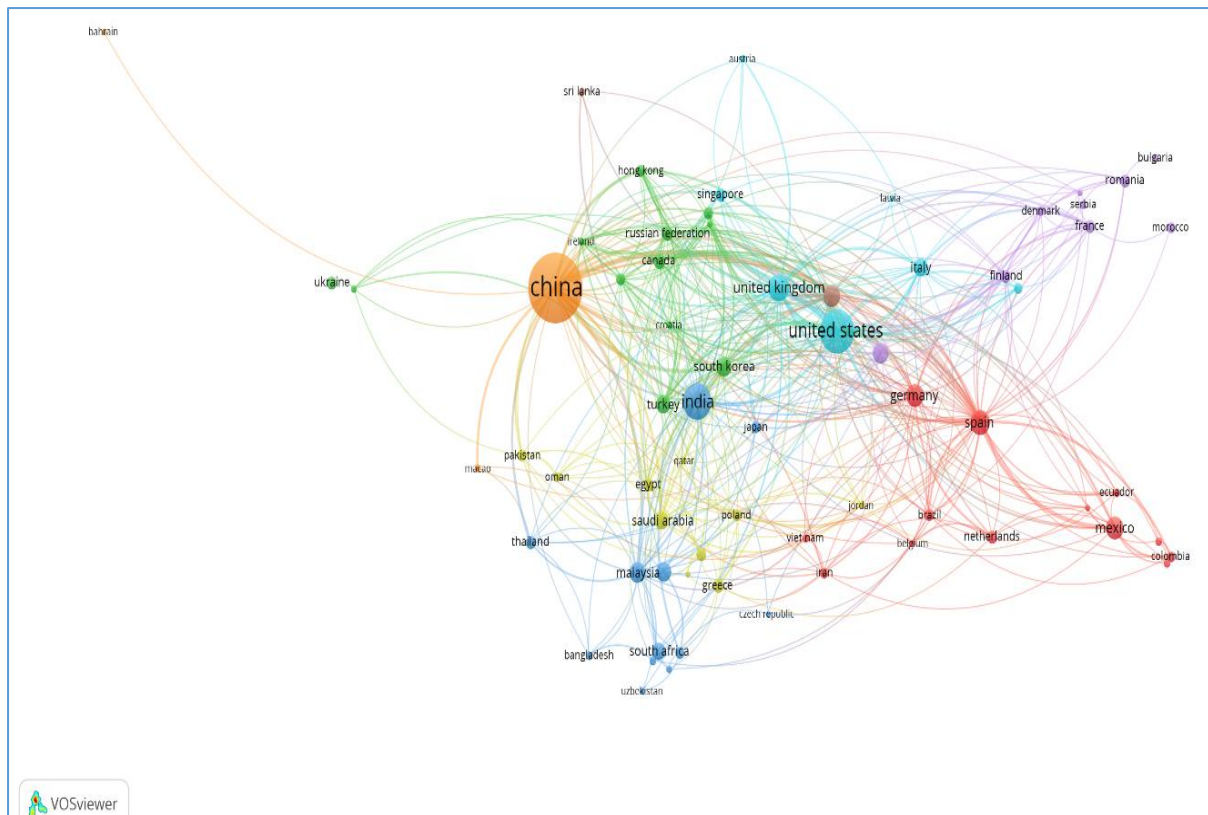 bahrain
austria
sri lanka
bulgaria
hong kong
romania
singapore
latvia
serbia
denmark
france
morocco
russian federation
ireland
canada
italy
finland
ukraine
china
united kingdom
croatia
united states
south korea
germany
turkey
india
spain
japan
pakistan
qatar
macao
oman
egypt
ecuador
jordan
saudi arabia
poland
brazil
mexico
thailand
viet nam
belgium
netherlands
colombia
malaysia
greece
iran
czech republic
bangladesh
south africa
uzbekistan
VOSviewer